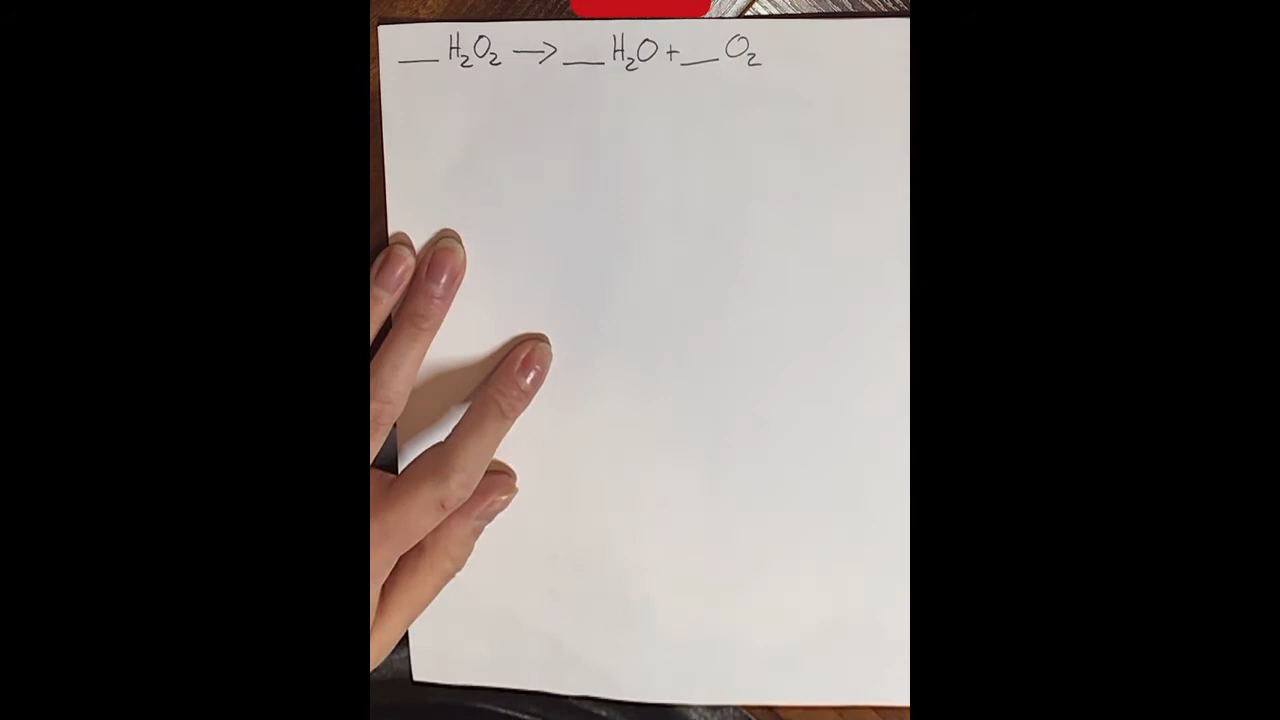 __ H₂O₂ → __ H₂O + __ O₂